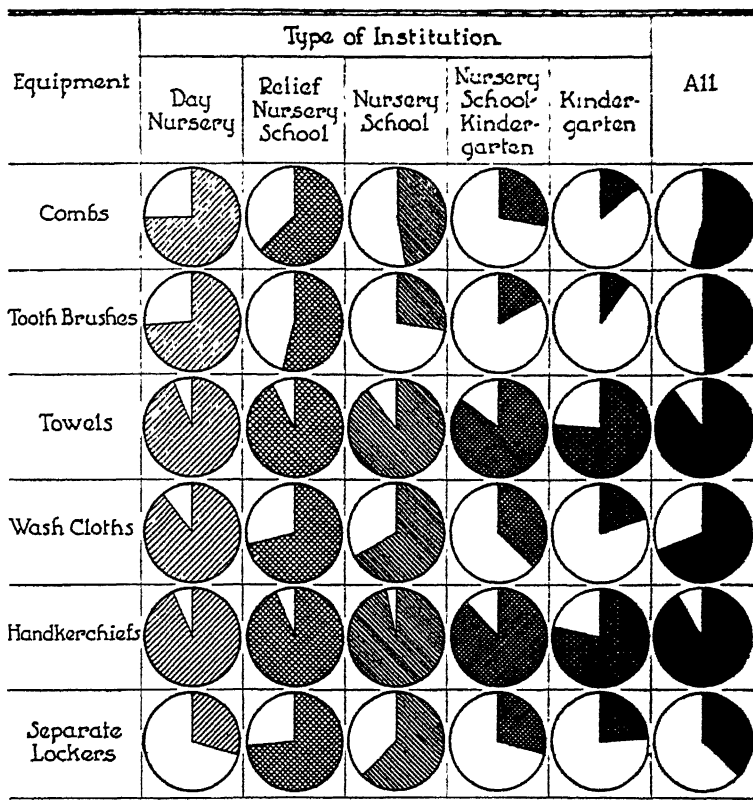 Type of Institution
Equipment
Day
Nursery
Relief
Nursery
School
Nursery
School
Nursery
School-
Kinder-
garten
Kinder-
garten
All
Combs
Tooth Brushes
Towels
Wash Cloths
Handkerchiefs
Separate
Lockers